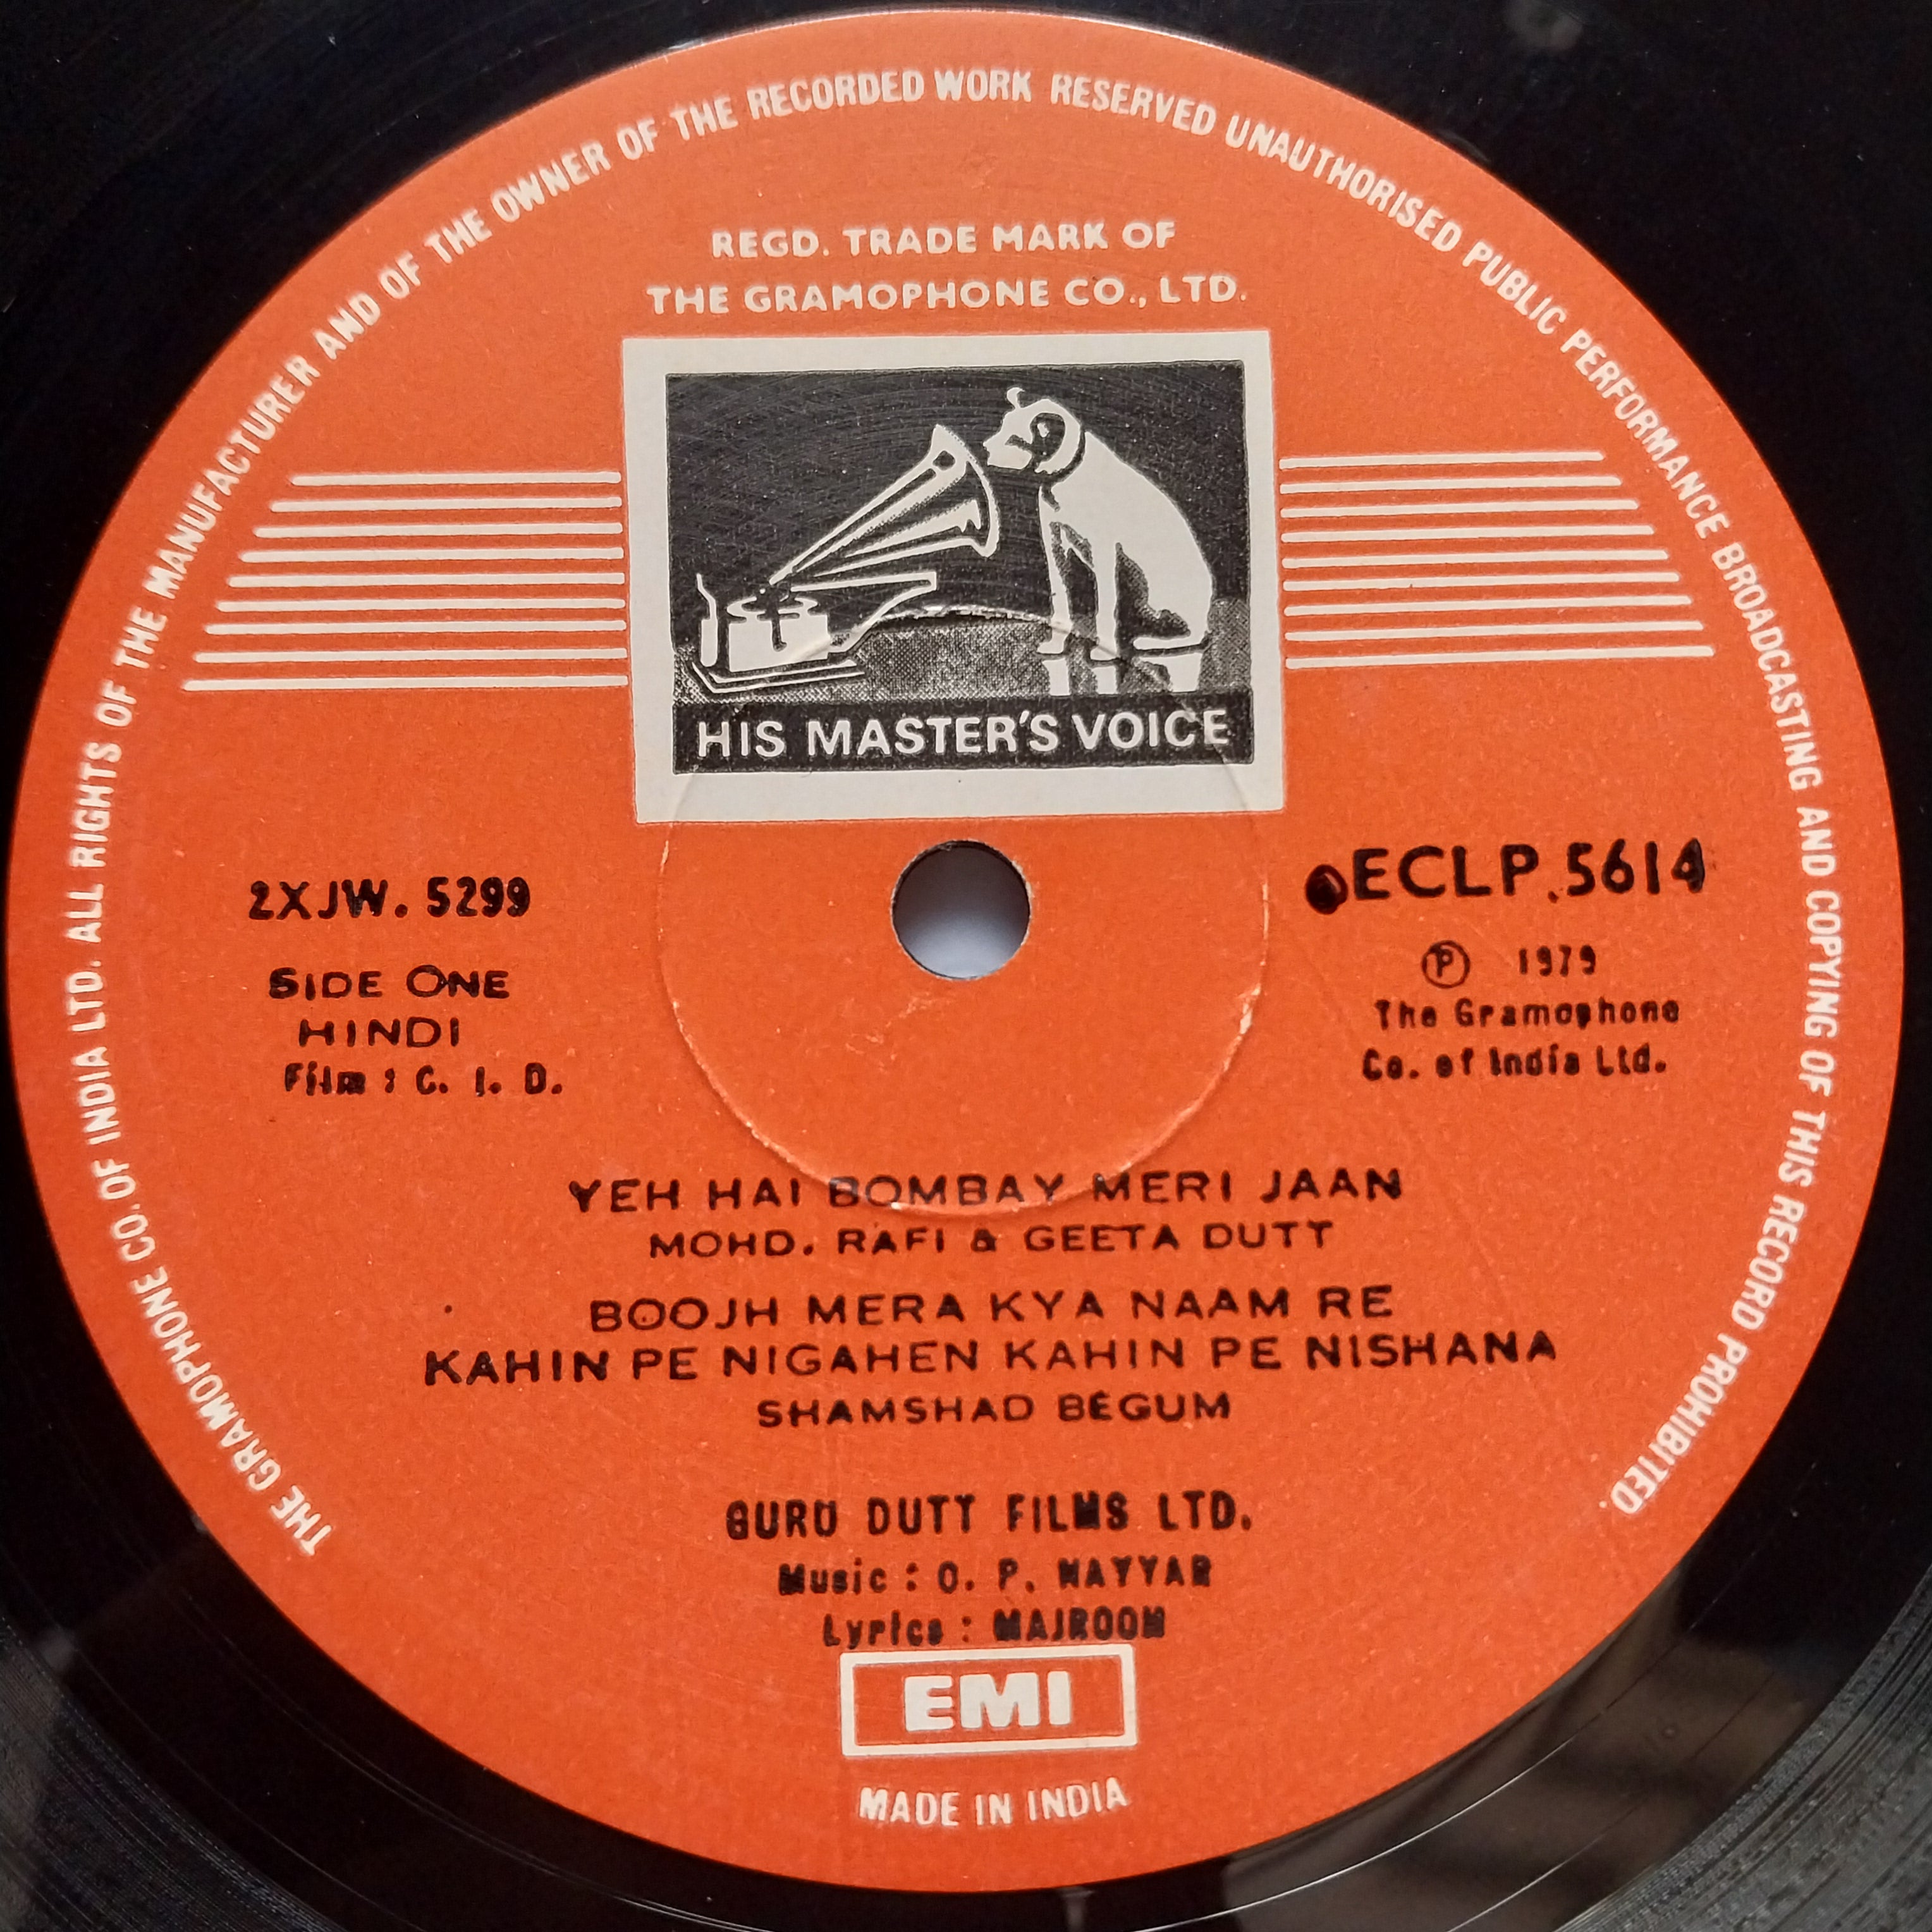 THE GRAMOPHONE CO. OF INDIA LTD. ALL RIGHTS OF THE MANUFACTURER AND OF THE OWNER OF THE RECORDED WORK RESERVED UNAUTHORISED PUBLIC PERFORMANCE BROADCASTING AND COPYING OF THIS RECORD PROHIBITED.
REGD. TRADE MARK OF
THE GRAMOPHONE CO., LTD.
HIS MASTER'S VOICE
2XJW. 5299
SIDE ONE
HINDI
Film : C. I. D.
ECLP.5614
Ⓟ 1979
The Gramophone
Co. of India Ltd.
YEH HAI BOMBAY MERI JAAN
MOHD. RAFI & GEETA DUTT
BOOJH MERA KYA NAAM RE
KAHIN PE NIGAHEN KAHIN PE NISHANA
SHAMSHAD BEGUM
GURU DUTT FILMS LTD.
Music : O. P. NAYYAR
Lyrics : MAJROOH
EMI
MADE IN INDIA